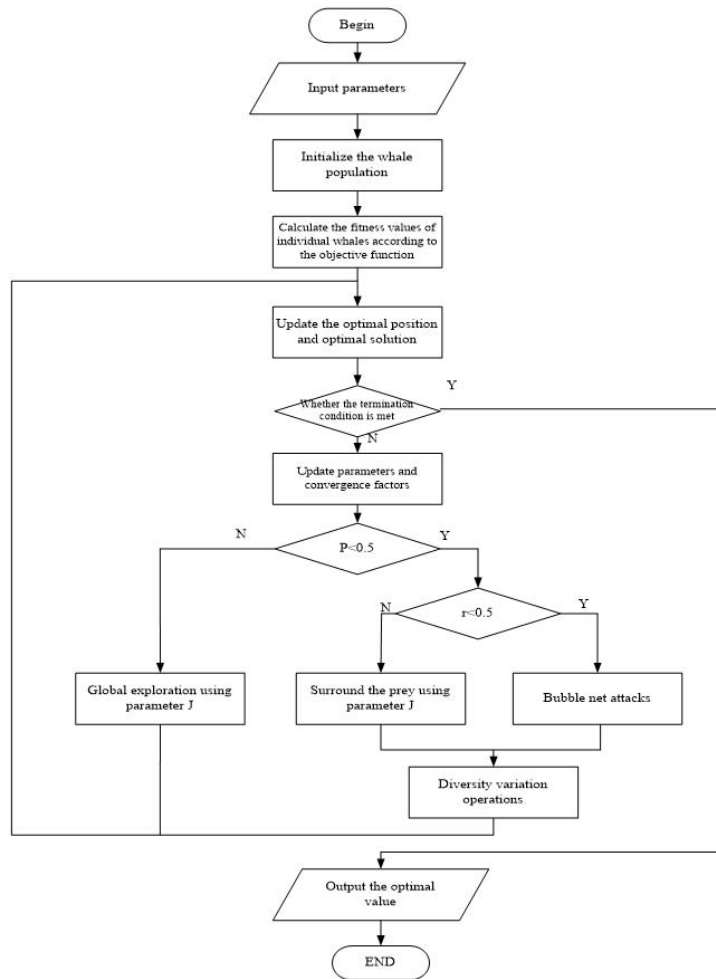 Begin
Input parameters
Initialize the whale
population
Calculate the fitness values of
individual whales according to
the objective function
Update the optimal position
and optimal solution
Y
Whether the termination
condition is met
N
Update parameters and
convergence factors
N
P<0.5
Y
N
r<0.5
Y
Global exploration using
parameter J
Surround the prey using
parameter J
Bubble net attacks
Diversity variation
operations
Output the optimal
value
END